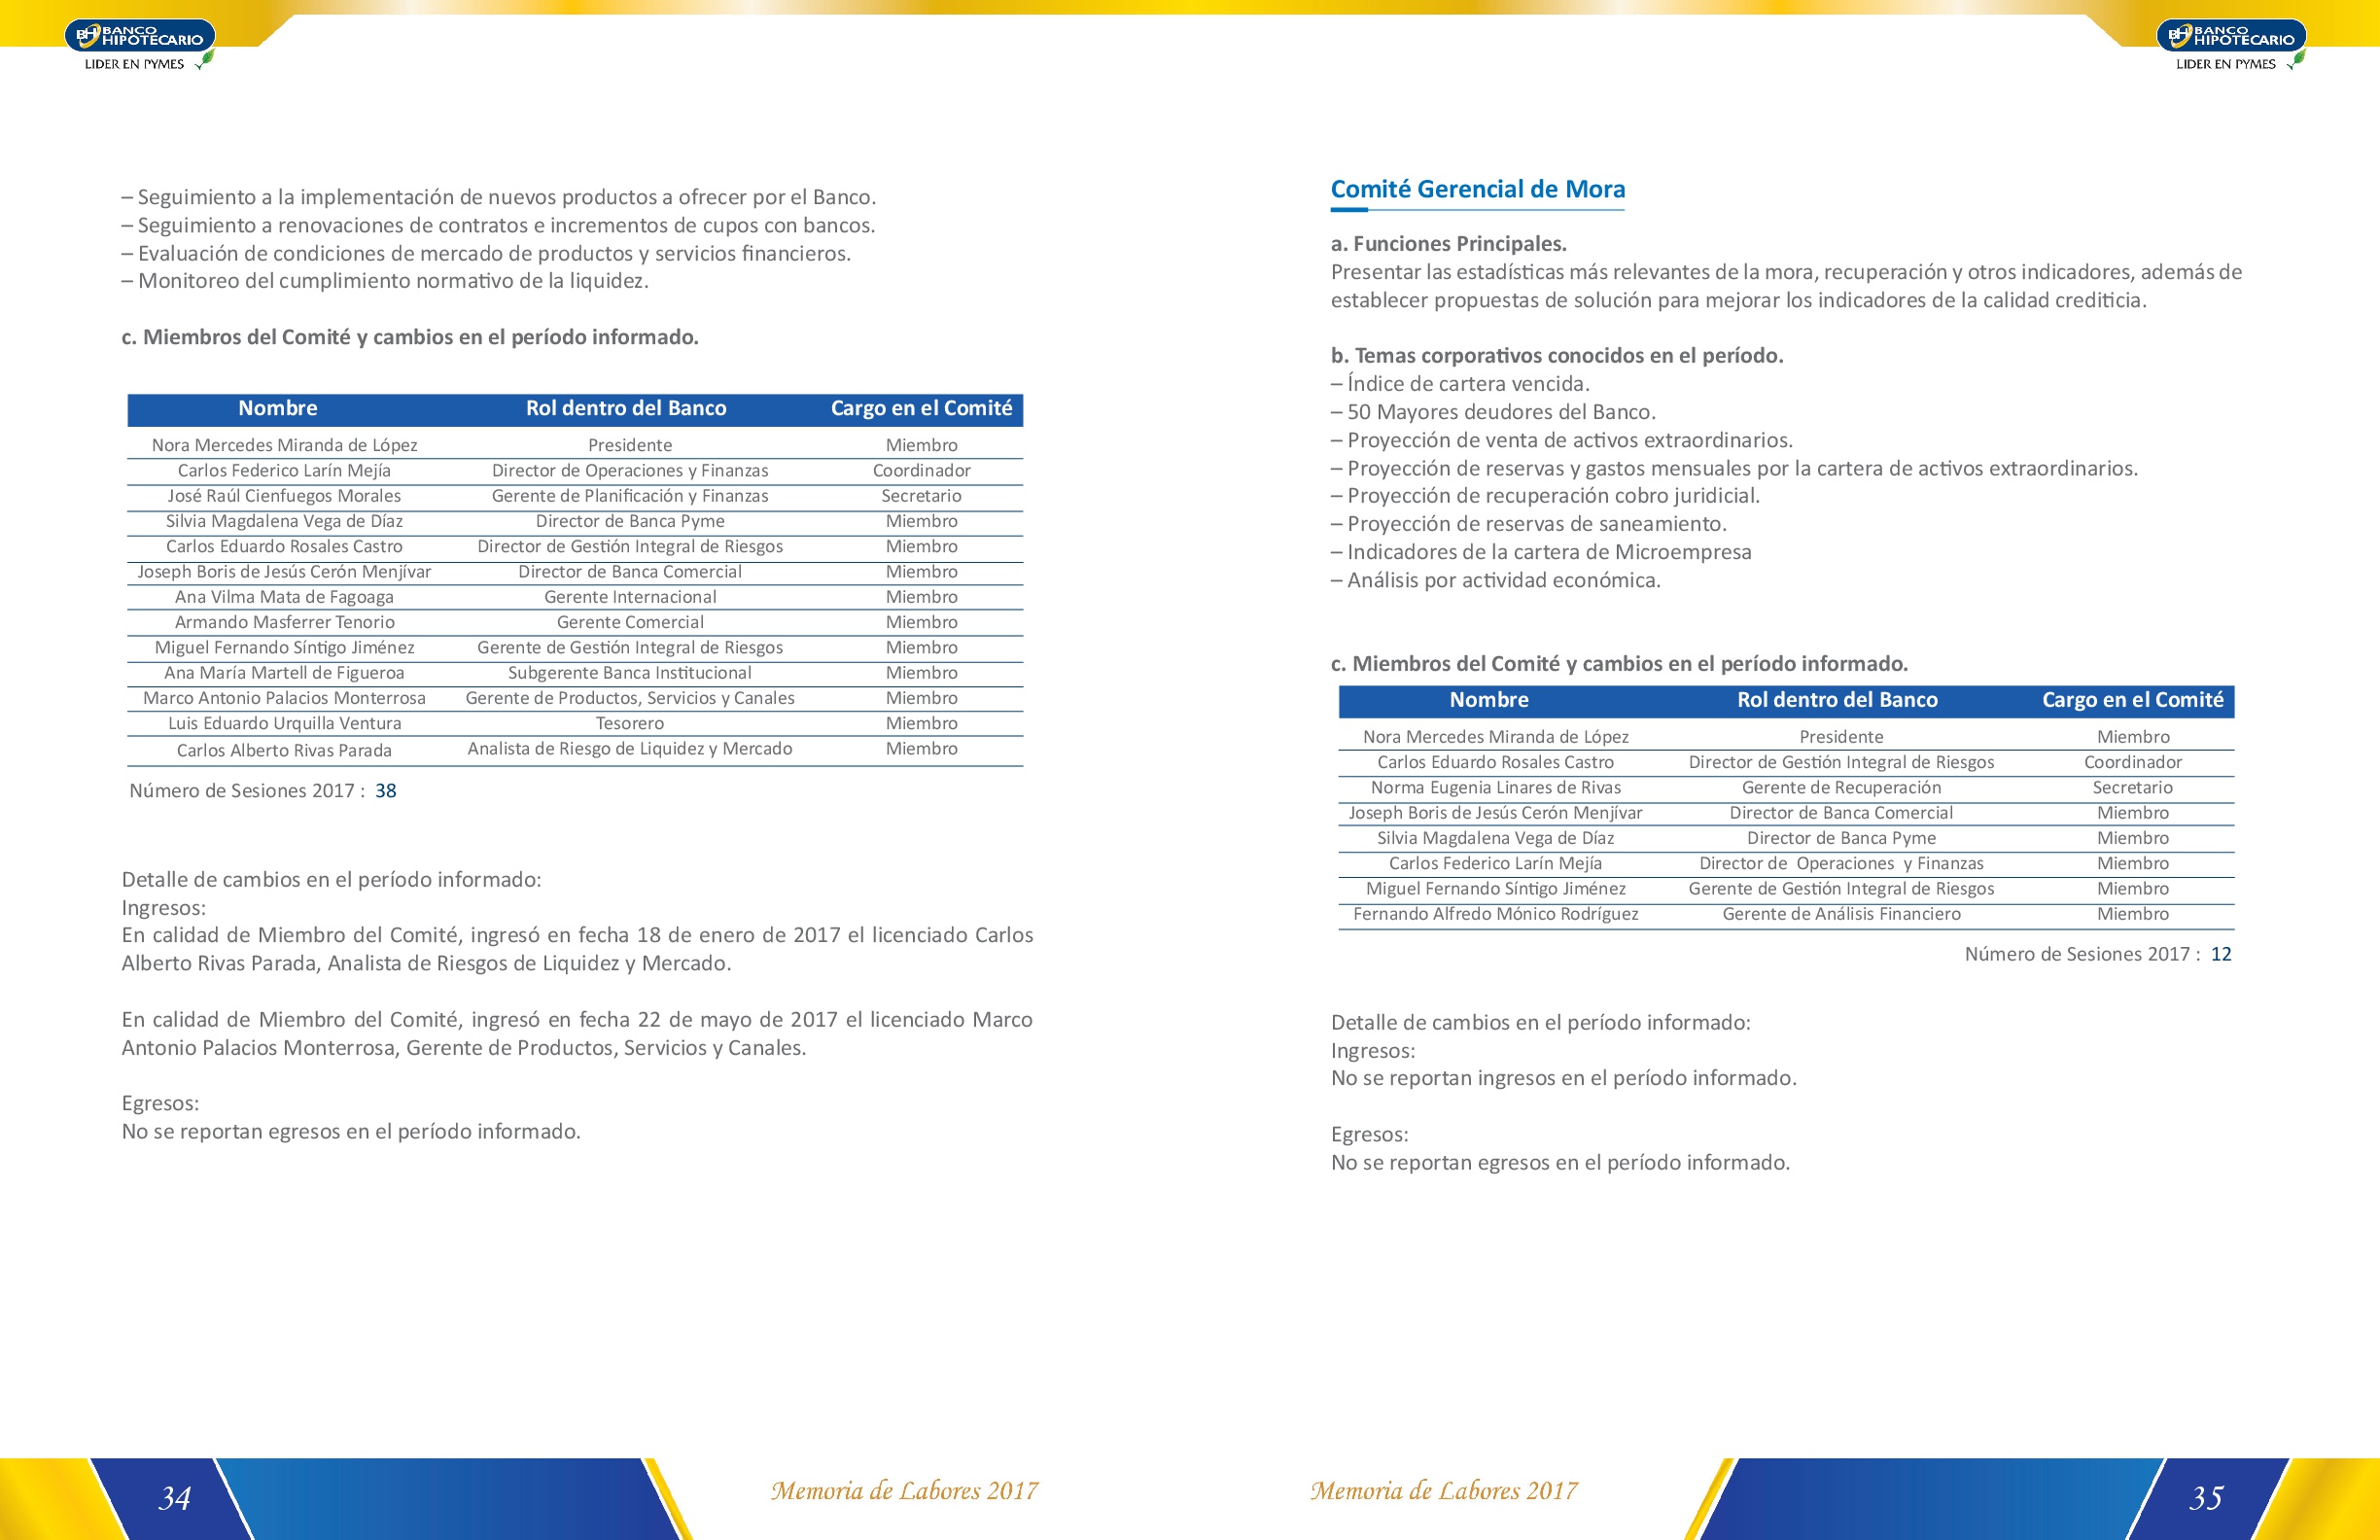 BH BANCO
HIPOTECARIO
LIDER EN PYMES
– Seguimiento a la implementación de nuevos productos a ofrecer por el Banco.
– Seguimiento a renovaciones de contratos e incrementos de cupos con bancos.
– Evaluación de condiciones de mercado de productos y servicios financieros.
– Monitoreo del cumplimiento normativo de la liquidez.
c. Miembros del Comité y cambios en el período informado.
Nombre Rol dentro del Banco Cargo en el Comité
Nora Mercedes Miranda de López Presidente Miembro
Carlos Federico Larín Mejía Director de Operaciones y Finanzas Coordinador
José Raúl Cienfuegos Morales Gerente de Planificación y Finanzas Secretario
Silvia Magdalena Vega de Díaz Director de Banca Pyme Miembro
Carlos Eduardo Rosales Castro Director de Gestión Integral de Riesgos Miembro
Joseph Boris de Jesús Cerón Menjívar Director de Banca Comercial Miembro
Ana Vilma Mata de Fagoaga Gerente Internacional Miembro
Armando Masferrer Tenorio Gerente Comercial Miembro
Miguel Fernando Síntigo Jiménez Gerente de Gestión Integral de Riesgos Miembro
Ana María Martell de Figueroa Subgerente Banca Institucional Miembro
Marco Antonio Palacios Monterrosa Gerente de Productos, Servicios y Canales Miembro
Luis Eduardo Urquilla Ventura Tesorero Miembro
Carlos Alberto Rivas Parada Analista de Riesgo de Liquidez y Mercado Miembro
Número de Sesiones 2017 : 38
Detalle de cambios en el período informado:
Ingresos:
En calidad de Miembro del Comité, ingresó en fecha 18 de enero de 2017 el licenciado Carlos
Alberto Rivas Parada, Analista de Riesgos de Liquidez y Mercado.
En calidad de Miembro del Comité, ingresó en fecha 22 de mayo de 2017 el licenciado Marco
Antonio Palacios Monterrosa, Gerente de Productos, Servicios y Canales.
Egresos:
No se reportan egresos en el período informado.
34
Memoria de Labores 2017
BH BANCO
HIPOTECARIO
LIDER EN PYMES
Comité Gerencial de Mora
a. Funciones Principales.
Presentar las estadísticas más relevantes de la mora, recuperación y otros indicadores, además de
establecer propuestas de solución para mejorar los indicadores de la calidad crediticia.
b. Temas corporativos conocidos en el período.
– Índice de cartera vencida.
– 50 Mayores deudores del Banco.
– Proyección de venta de activos extraordinarios.
– Proyección de reservas y gastos mensuales por la cartera de activos extraordinarios.
– Proyección de recuperación cobro juridicial.
– Proyección de reservas de saneamiento.
– Indicadores de la cartera de Microempresa
– Análisis por actividad económica.
c. Miembros del Comité y cambios en el período informado.
Nombre Rol dentro del Banco Cargo en el Comité
Nora Mercedes Miranda de López Presidente Miembro
Carlos Eduardo Rosales Castro Director de Gestión Integral de Riesgos Coordinador
Norma Eugenia Linares de Rivas Gerente de Recuperación Secretario
Joseph Boris de Jesús Cerón Menjívar Director de Banca Comercial Miembro
Silvia Magdalena Vega de Díaz Director de Banca Pyme Miembro
Carlos Federico Larín Mejía Director de Operaciones y Finanzas Miembro
Miguel Fernando Síntigo Jiménez Gerente de Gestión Integral de Riesgos Miembro
Fernando Alfredo Mónico Rodríguez Gerente de Análisis Financiero Miembro
Número de Sesiones 2017 : 12
Detalle de cambios en el período informado:
Ingresos:
No se reportan ingresos en el período informado.
Egresos:
No se reportan egresos en el período informado.
Memoria de Labores 2017
35